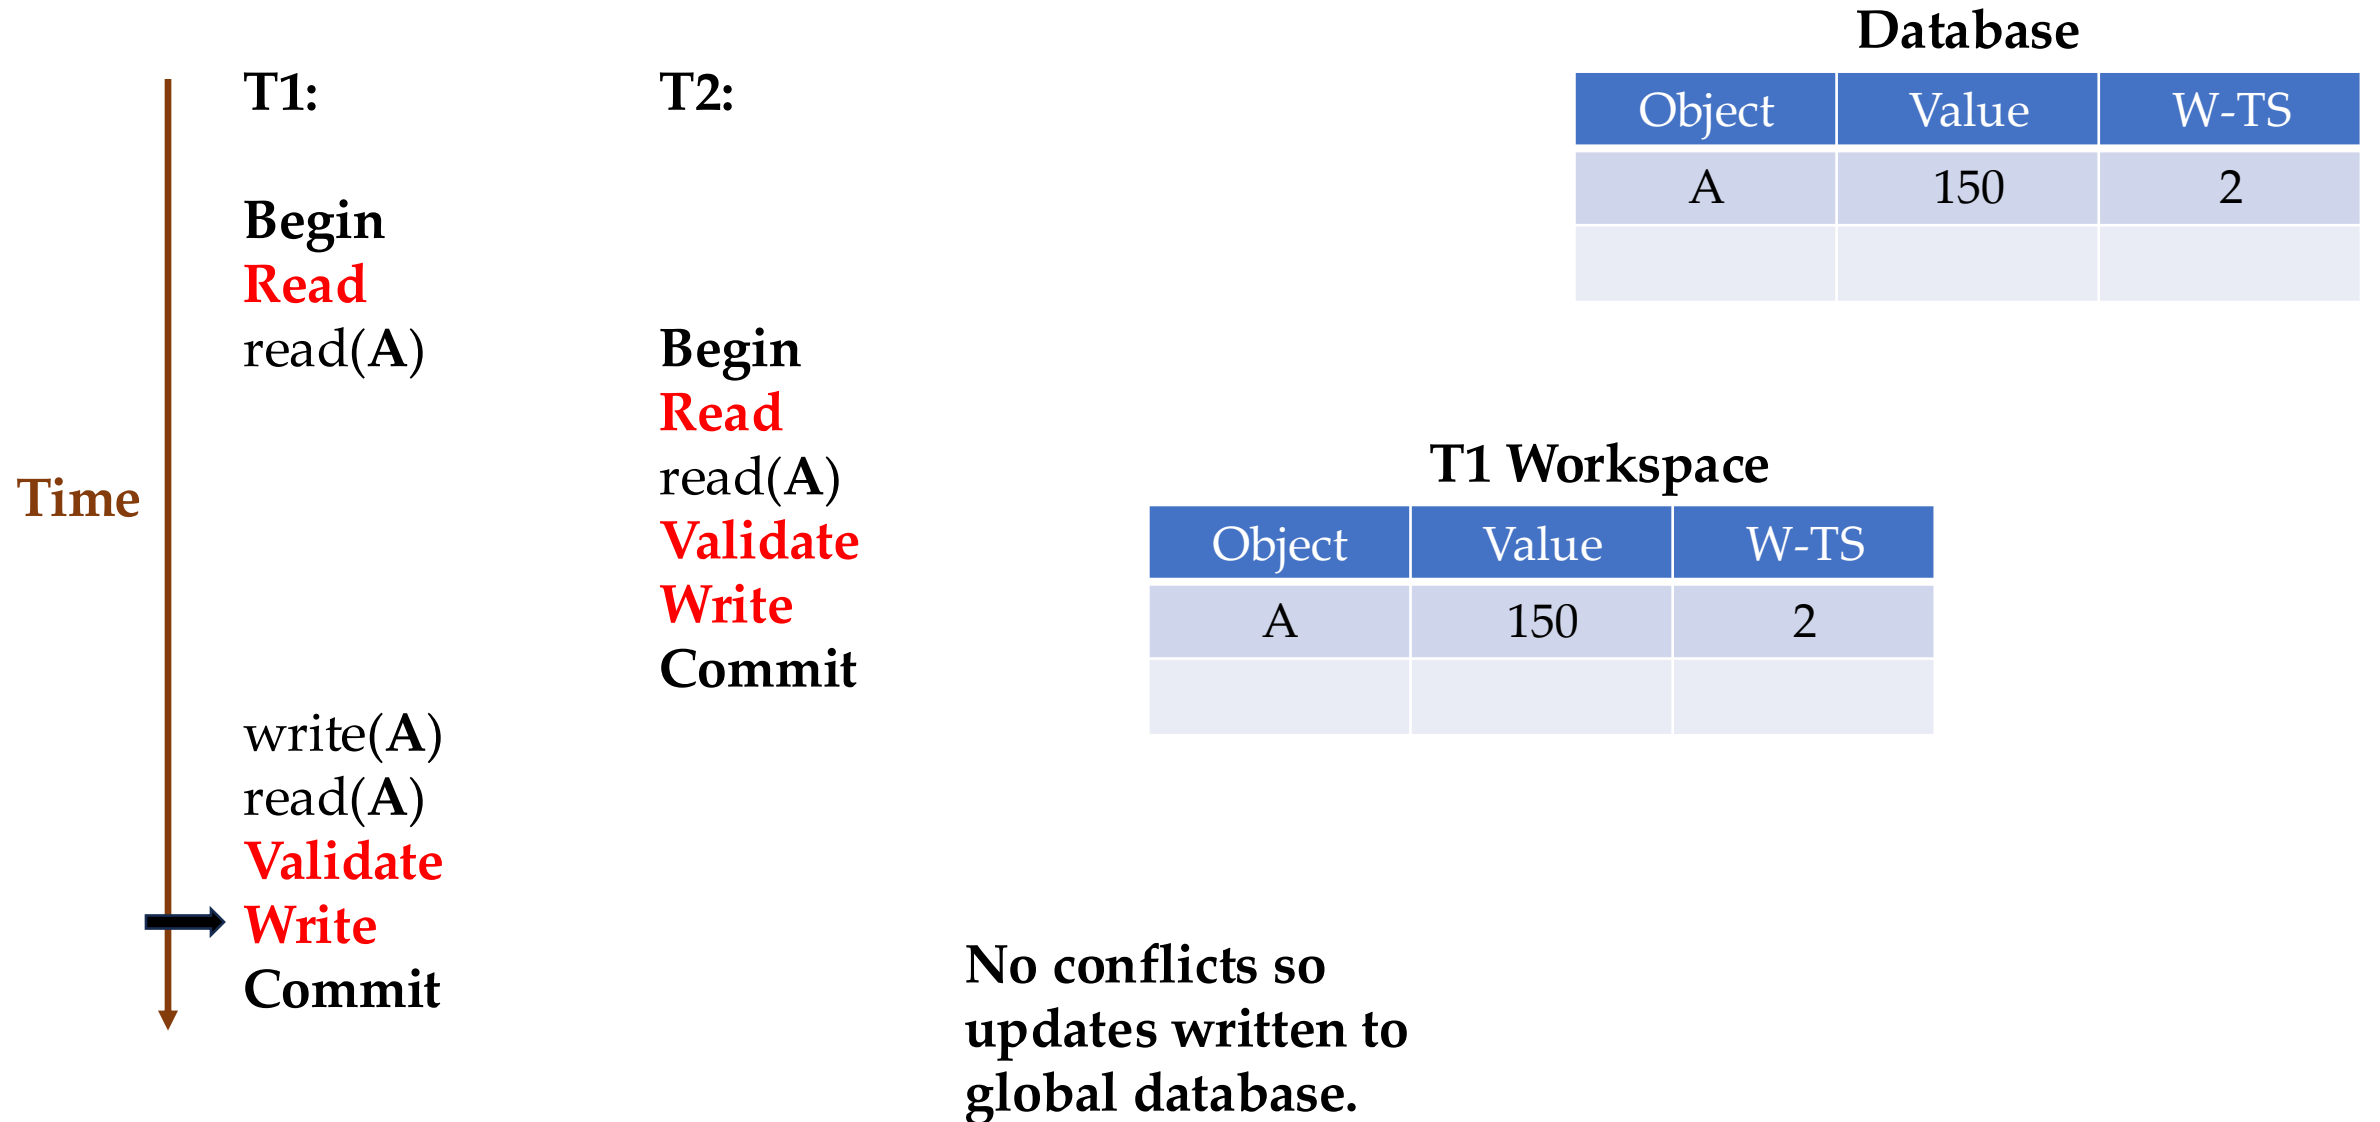 Database
Object Value W-TS
A 150 2
T1:
Begin
Read
read(A)
write(A)
read(A)
Validate
Write
Commit
T2:
Begin
Read
read(A)
Validate
Write
Commit
Time
T1 Workspace
Object Value W-TS
A 150 2
No conflicts so
updates written to
global database.